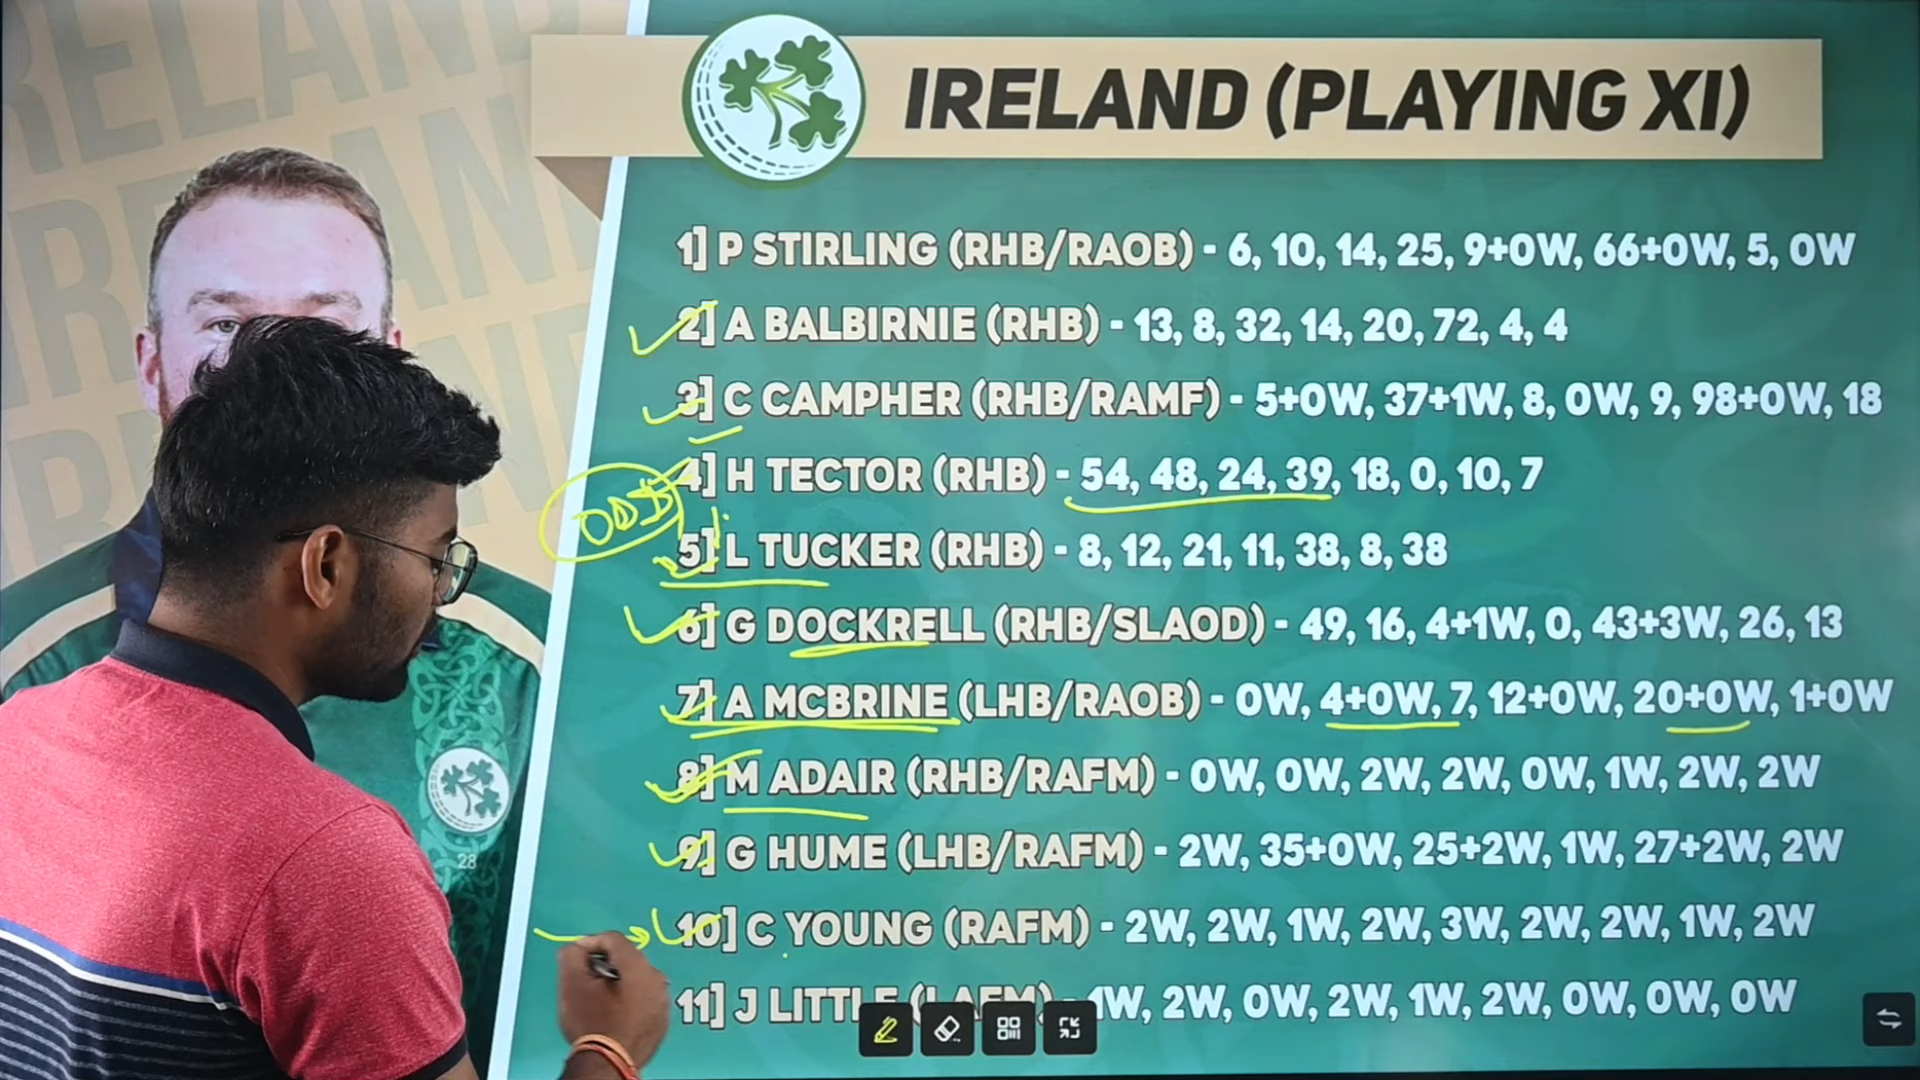 IRELAND
IRELAND (PLAYING XI)
1] P STIRLING (RHB/RAOB) - 6, 10, 14, 25, 9+0W, 66+0W, 5, 0W
2] A BALBIRNIE (RHB) - 13, 8, 32, 14, 20, 72, 4, 4
3] C CAMPHER (RHB/RAMF) - 5+0W, 37+1W, 8, 0W, 9, 98+0W, 18
4] H TECTOR (RHB) - 54, 48, 24, 39, 18, 0, 10, 7
ODI
5] L TUCKER (RHB) - 8, 12, 21, 11, 38, 8, 38
6] G DOCKRELL (RHB/SLAOD) - 49, 16, 4+1W, 0, 43+3W, 26, 13
7] A MCBRINE (LHB/RAOB) - 0W, 4+0W, 7, 12+0W, 20+0W, 1+0W
8] M ADAIR (RHB/RAFM) - 0W, 0W, 2W, 2W, 0W, 1W, 2W, 2W
9] G HUME (LHB/RAFM) - 2W, 35+0W, 25+2W, 1W, 27+2W, 2W
28
10] C YOUNG (RAFM) - 2W, 2W, 1W, 2W, 3W, 2W, 2W, 1W, 2W
11] J LITTLE (LAFM) - 1W, 2W, 0W, 2W, 1W, 2W, 0W, 0W, 0W